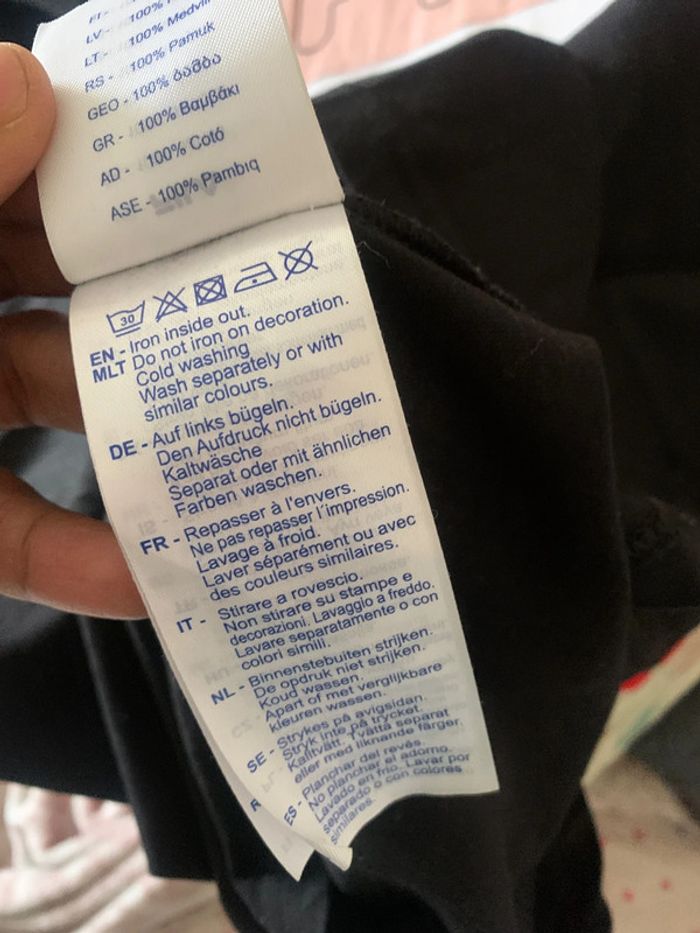 LV - 100%
LT - 100% Medvil
RS - 100% Pamuk
GEO - 100% ბამბა
GR - 100% Βαμβάκι
AD - 100% Cotó
ASE - 100% Pambıq
30
EN - Iron inside out.
MLT Do not iron on decoration.
Cold washing
Wash separately or with
similar colours.
DE - Auf links bügeln.
Den Aufdruck nicht bügeln.
Kaltwäsche
Separat oder mit ähnlichen
Farben waschen.
FR - Repasser à l'envers.
Ne pas repasser l'impression.
Lavage à froid.
Laver séparément ou avec
des couleurs similaires.
IT - Stirare a rovescio.
Non stirare su stampa e
decorazioni. Lavaggio a freddo.
Lavare separatamente o con
colori simili.
NL - Binnenstebuiten strijken.
De opdruk niet strijken.
Koud wassen.
Apart of met verglijkbare
kleuren wassen.
SE - Strykes på avigsidan.
Stryk inte på trycket.
Kalltvätt. Tvätta separat
eller med liknande färger.
ES - Planchar del revés.
No planchar el adorno.
Lavado en frio. Lavar por
separado o con colores
similares.